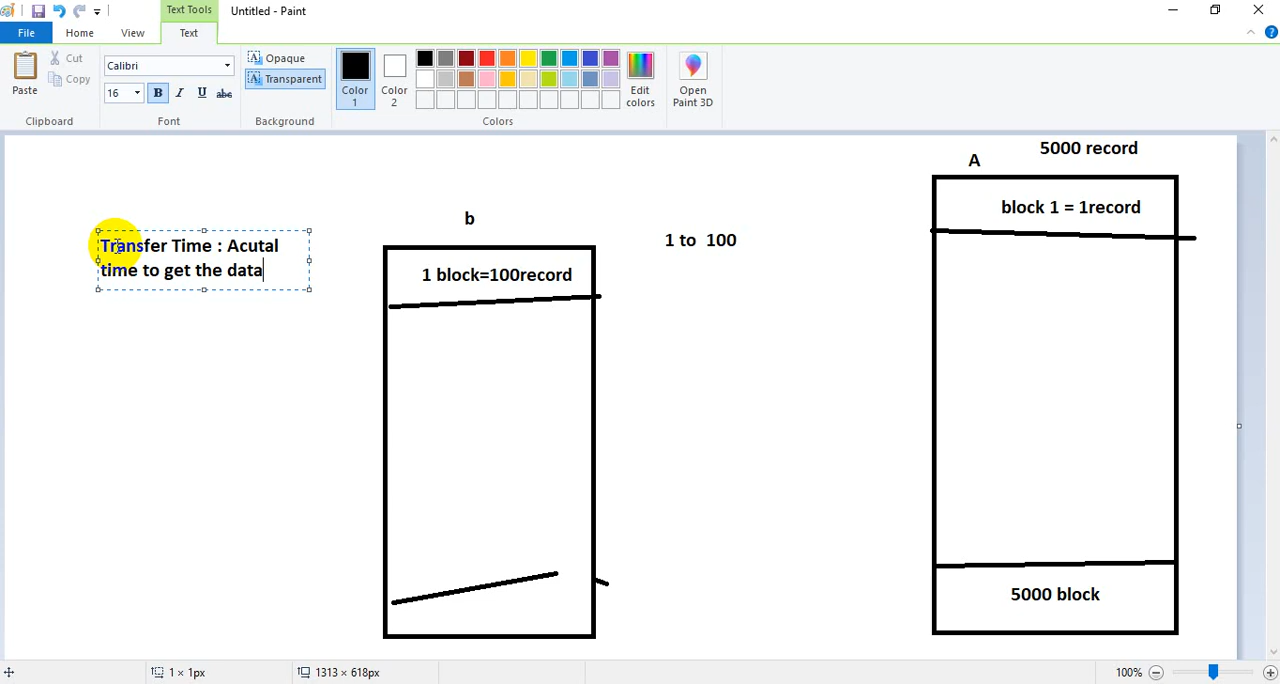 Text Tools
Untitled - Paint
File
Home
View
Text
Paste
Cut
Copy
Clipboard
Calibri
16
B
I
U
abc
Font
A
Opaque
A
Transparent
Background
Color
1
Color
2
Edit
colors
Colors
Open
Paint 3D
5000 record
A
block 1 = 1record
b
1 to 100
Transfer Time : Acutal
time to get the data
1 block=100record
5000 block
1 × 1px
1313 × 618px
100%